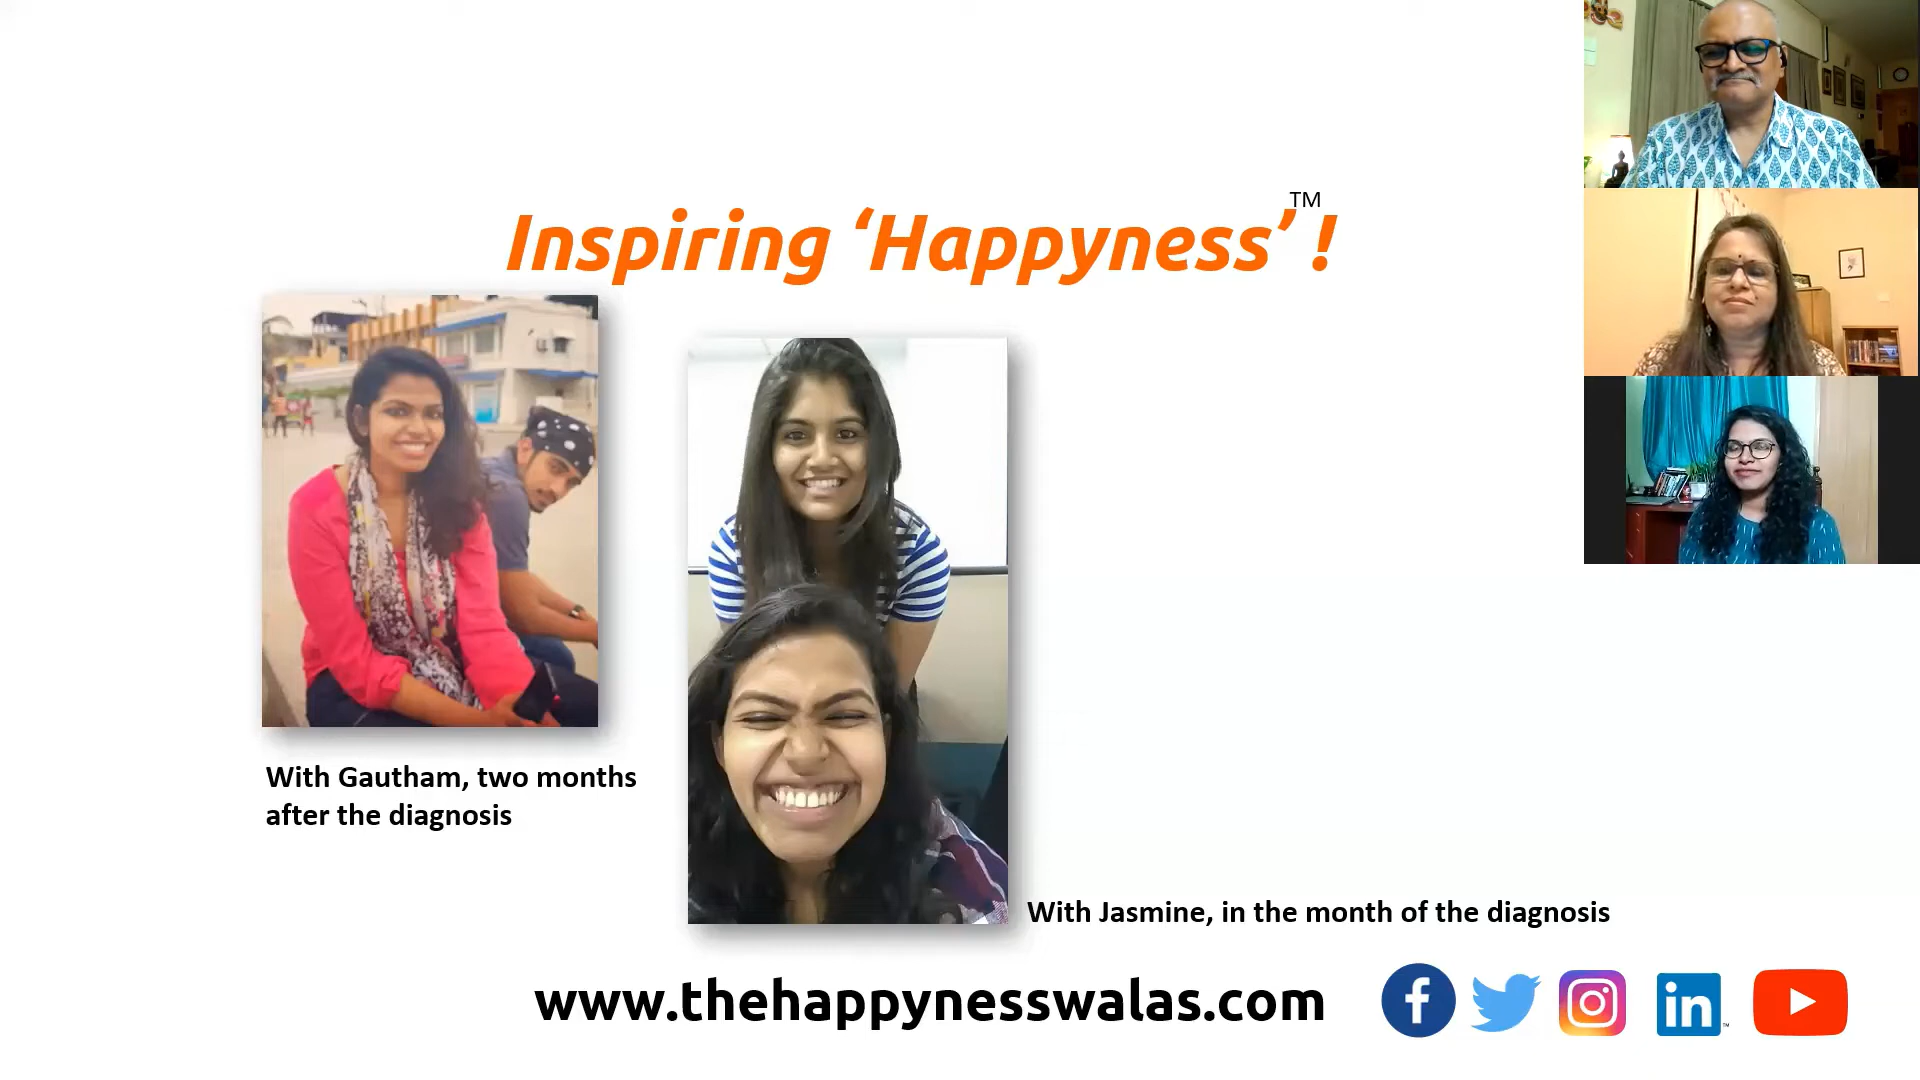 Inspiring ‘Happyness’™!
With Gautham, two months
after the diagnosis
With Jasmine, in the month of the diagnosis
www.thehappynesswalas.com
f
in™